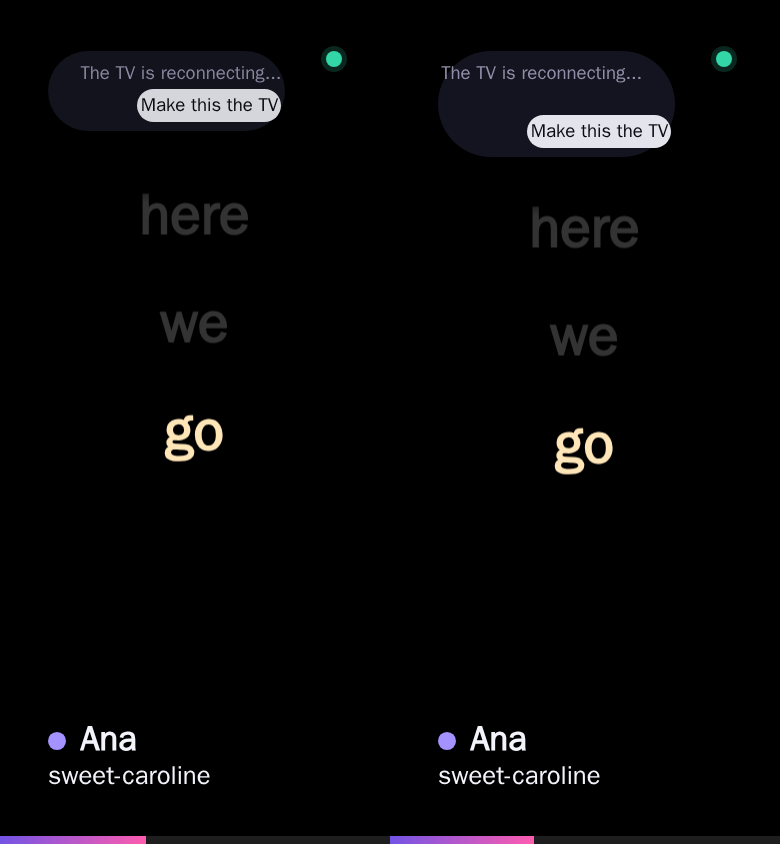 The TV is reconnecting...
Make this the TV
here
we
go
Ana
sweet-caroline
The TV is reconnecting...
Make this the TV
here
we
go
Ana
sweet-caroline